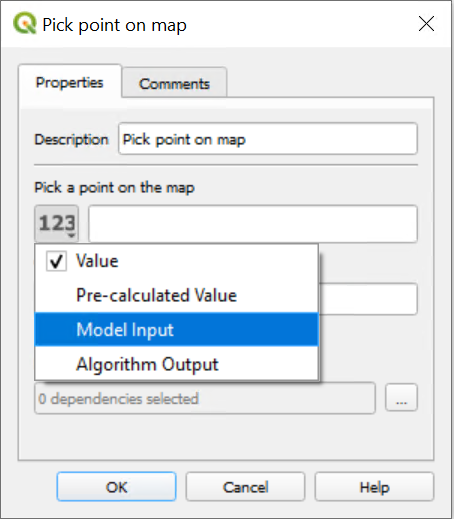 Pick point on map
Properties
Comments
Description
Pick point on map
Pick a point on the map
123
Value
Pre-calculated Value
Model Input
Algorithm Output
0 dependencies selected
...
OK
Cancel
Help